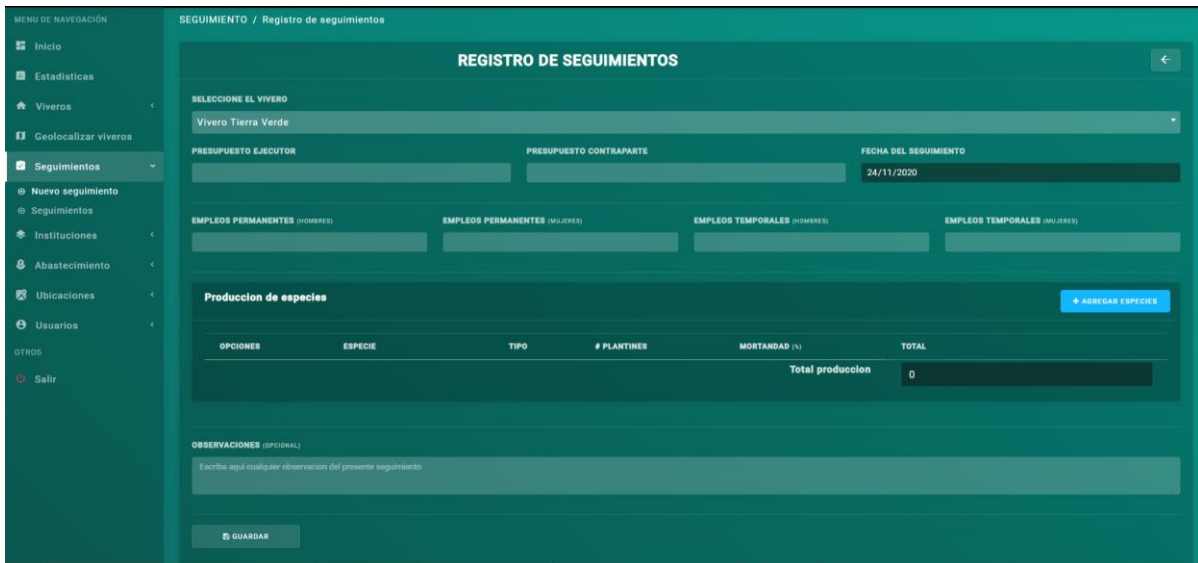 MENU DE NAVEGACIÓN
Inicio
Estadisticas
Viveros
Geolocalizar viveros
Seguimientos
Nuevo seguimiento
Seguimientos
Instituciones
Abastecimiento
Ubicaciones
Usuarios
OTROS
Salir
SEGUIMIENTO / Registro de seguimientos
REGISTRO DE SEGUIMIENTOS
SELECCIONE EL VIVERO
Vivero Tierra Verde
PRESUPUESTO EJECUTOR PRESUPUESTO CONTRAPARTE FECHA DEL SEGUIMIENTO
24/11/2020
EMPLEOS PERMANENTES (HOMBRES) EMPLEOS PERMANENTES (MUJERES) EMPLEOS TEMPORALES (HOMBRES) EMPLEOS TEMPORALES (MUJERES)
Produccion de especies + AGREGAR ESPECIES
OPCIONES ESPECIE TIPO # PLANTINES MORTANDAD (%) TOTAL
Total produccion 0
OBSERVACIONES (OPCIONAL)
Escriba aqui cualquier observacion del presente seguimiento
GUARDAR